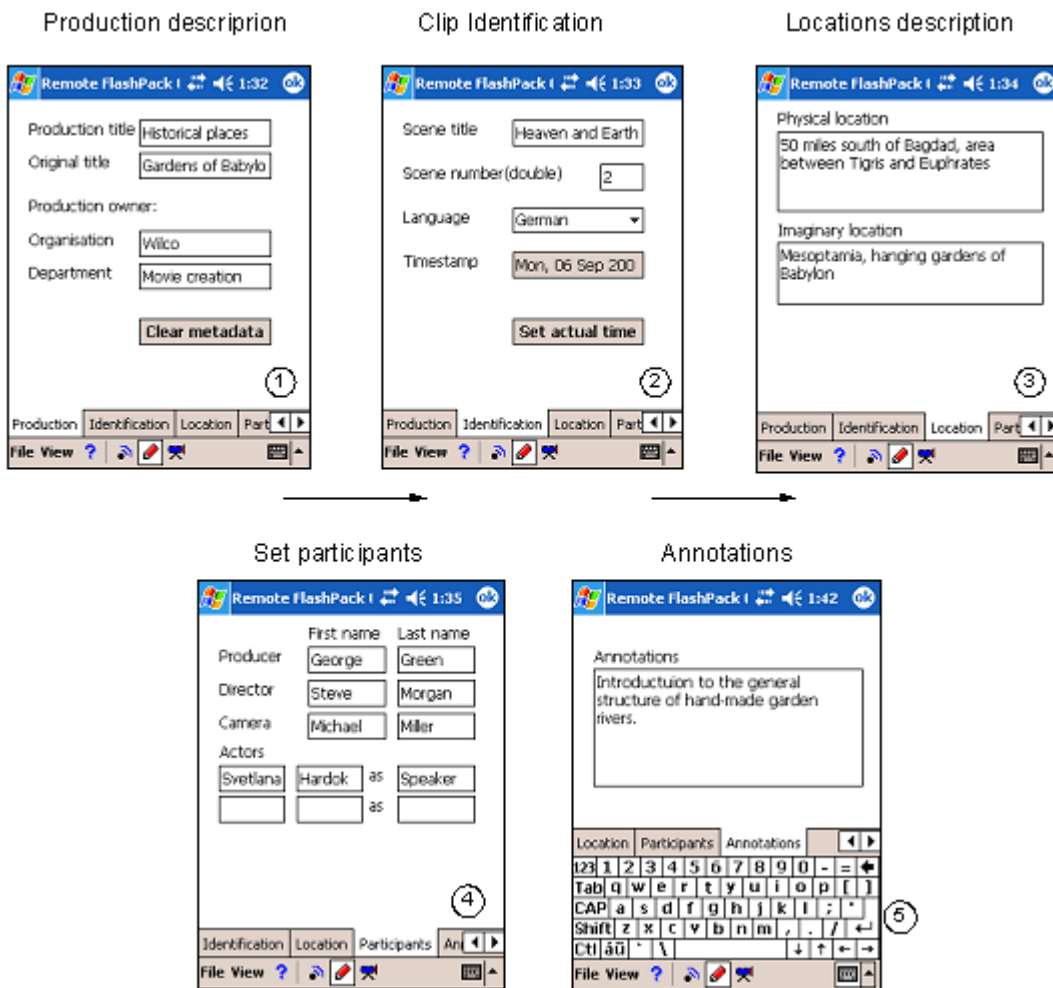 Production descriprion
Clip Identification
Locations description
Remote FlashPack 1:32 ok
Production title Historical places
Original title Gardens of Babylo
Production owner:
Organisation Wilco
Department Movie creation
Clear metadata
1
Production Identification Location Part
File View ?
Remote FlashPack 1:33 ok
Scene title Heaven and Earth
Scene number(double) 2
Language German
Timestamp Mon, 06 Sep 200
Set actual time
2
Production Identification Location Part
File View ?
Remote FlashPack 1:34 ok
Physical location
50 miles south of Bagdad, area
between Tigris and Euphrates
Imaginary location
Mesoptamia, hanging gardens of
Babylon
3
Production Identification Location Part
File View ?
Set participants
Annotations
Remote FlashPack 1:35 ok
First name Last name
Producer George Green
Director Steve Morgan
Camera Michael Miller
Actors
Svetlana Hardok as Speaker
as
4
Identification Location Participants An
File View ?
Remote FlashPack 1:42 ok
Annotations
Introductuion to the general
structure of hand-made garden
rivers.
Location Participants Annotations
123 1 2 3 4 5 6 7 8 9 0 - =
Tab q w e r t y u i o p [ ]
CAP a s d f g h j k l ; '
Shift z x c v b n m , . /
Ctl áü ` \
5
File View ?